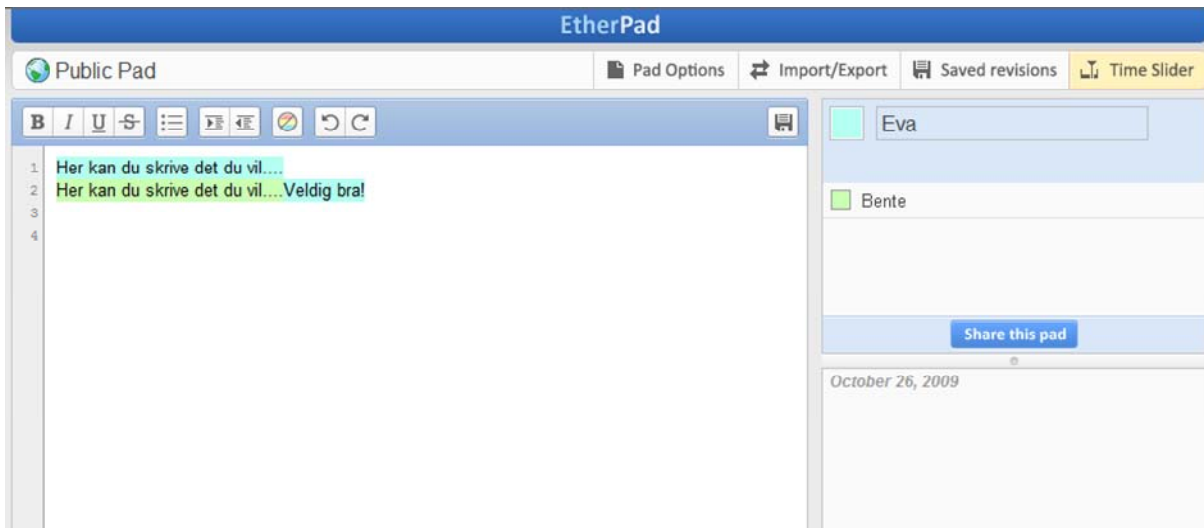 EtherPad
Public Pad
Pad Options
Import/Export
Saved revisions
Time Slider
B I U S
Eva
1 Her kan du skrive det du vil....
2 Her kan du skrive det du vil....Veldig bra!
3
4
Bente
Share this pad
October 26, 2009